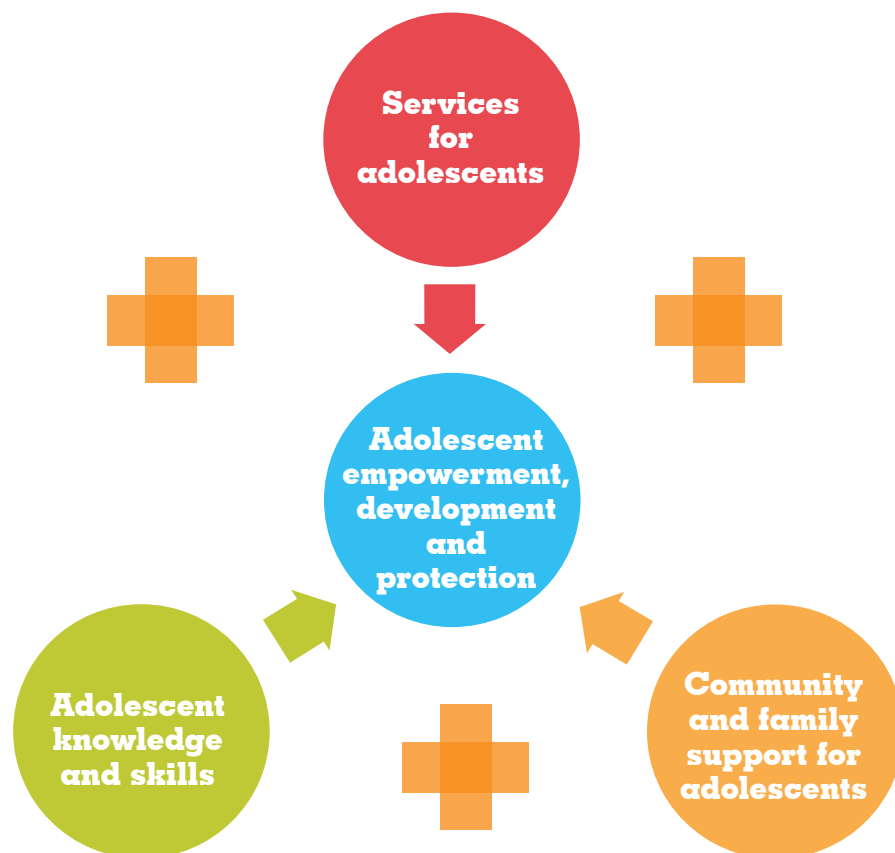 Services
for
adolescents
Adolescent
empowerment,
development
and
protection
Adolescent
knowledge
and skills
Community
and family
support for
adolescents